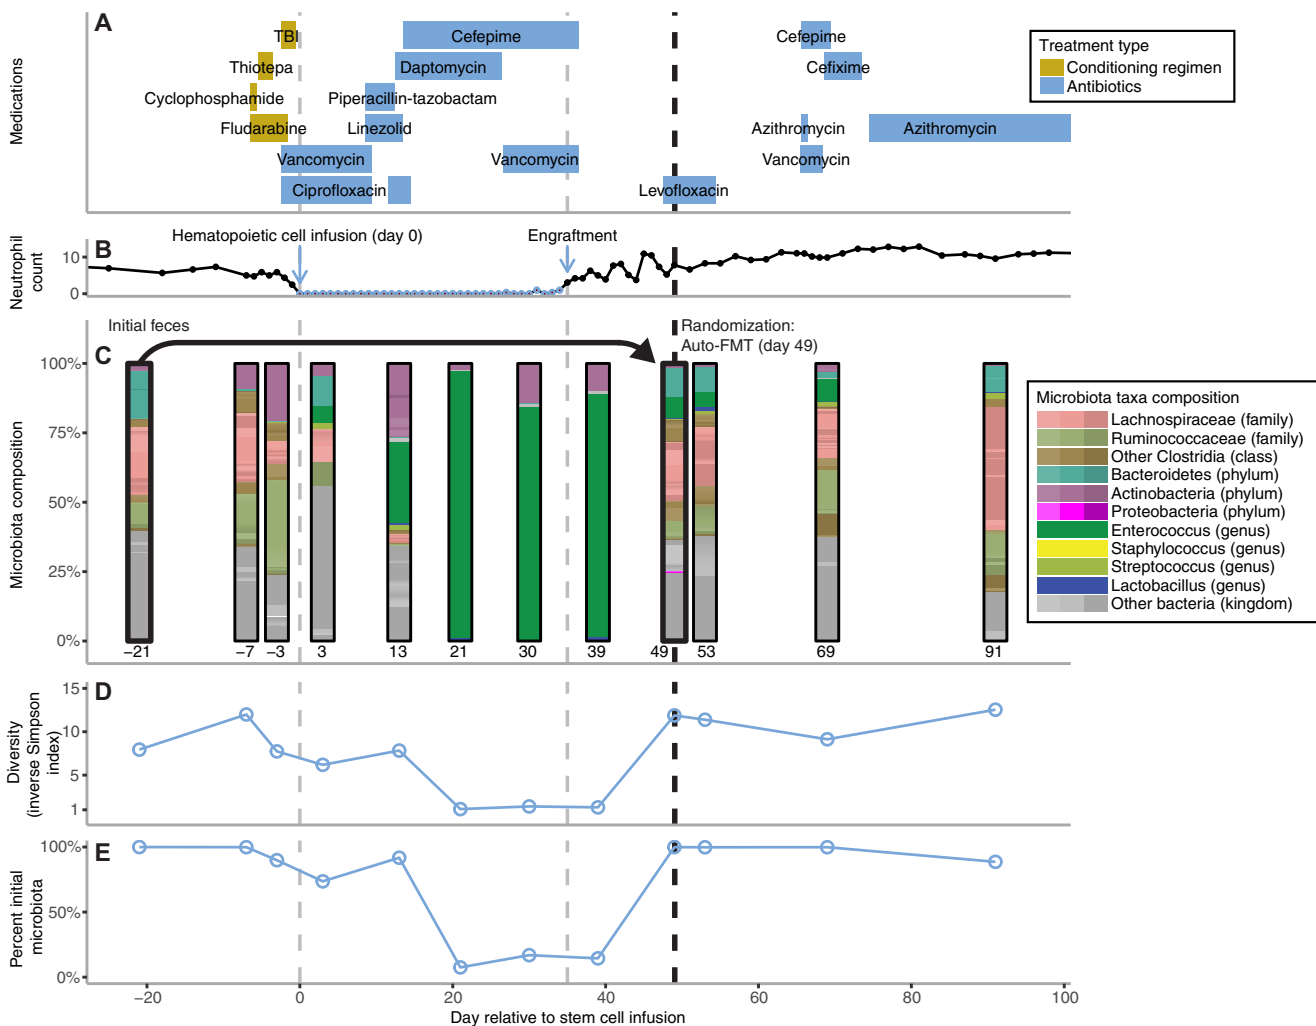 A
Medications
TBI
Cefepime
Cefepime
Thiotepa
Daptomycin
Cefixime
Cyclophosphamide
Piperacillin-tazobactam
Fludarabine
Linezolid
Azithromycin
Azithromycin
Vancomycin
Vancomycin
Vancomycin
Ciprofloxacin
Levofloxacin
Treatment type
Conditioning regimen
Antibiotics
B
Neutrophil
count
10
0
Hematopoietic cell infusion (day 0)
Engraftment
C
Initial feces
Randomization:
Auto-FMT (day 49)
Microbiota composition
100%
75%
50%
25%
0%
−21
−7
−3
3
13
21
30
39
49
53
69
91
Microbiota taxa composition
Lachnospiraceae (family)
Ruminococcaceae (family)
Other Clostridia (class)
Bacteroidetes (phylum)
Actinobacteria (phylum)
Proteobacteria (phylum)
Enterococcus (genus)
Staphylococcus (genus)
Streptococcus (genus)
Lactobacillus (genus)
Other bacteria (kingdom)
D
Diversity
(inverse Simpson
index)
15
10
5
1
E
Percent initial
microbiota
100%
50%
0%
−20
0
20
40
60
80
100
Day relative to stem cell infusion